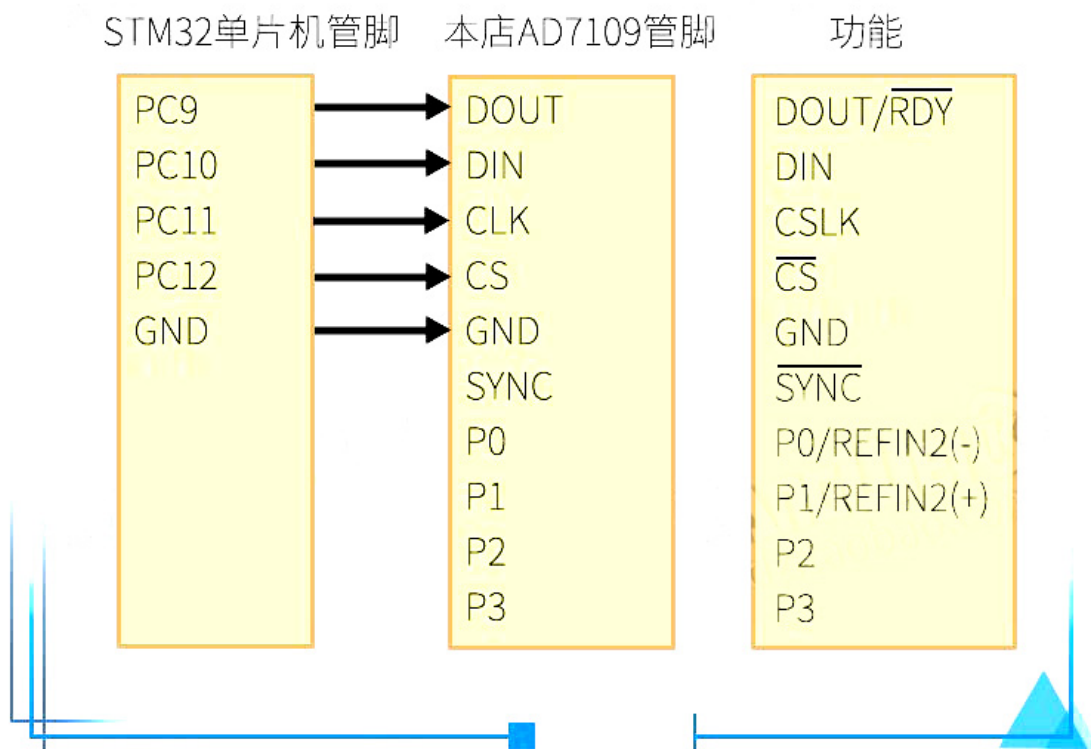 STM32单片机管脚 本店AD7109管脚 功能
PC9 DOUT DOUT/RDY
PC10 DIN DIN
PC11 CLK CSLK
PC12 CS CS
GND GND GND
SYNC SYNC
P0 P0/REFIN2(-)
P1 P1/REFIN2(+)
P2 P2
P3 P3